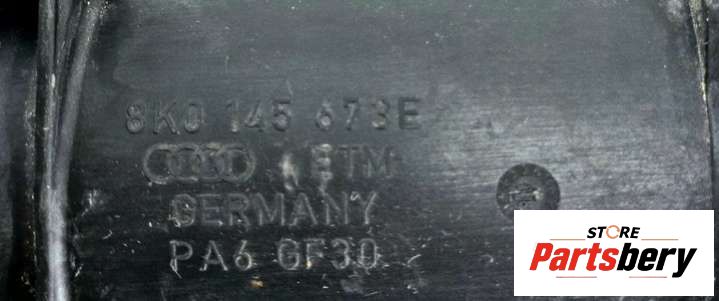 8K0 145 673E
ETM
GERMANY
PA6 GF30
STORE
Partsbery